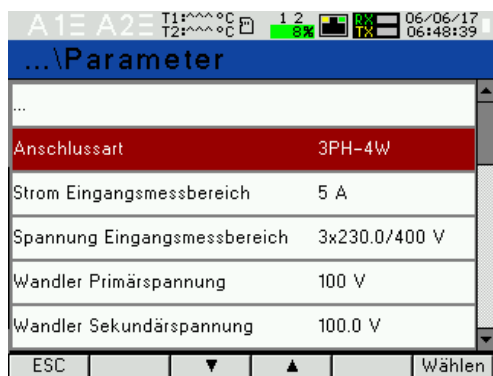 A1 A2 T1:^^^°C 1 2 RX 06/06/17
T2:^^^°C 8% TX 06:48:39
...\Parameter
...
Anschlussart 3PH-4W
Strom Eingangsmessbereich 5 A
Spannung Eingangsmessbereich 3x230.0/400 V
Wandler Primärspannung 100 V
Wandler Sekundärspannung 100.0 V
ESC ▼ ▲ Wählen